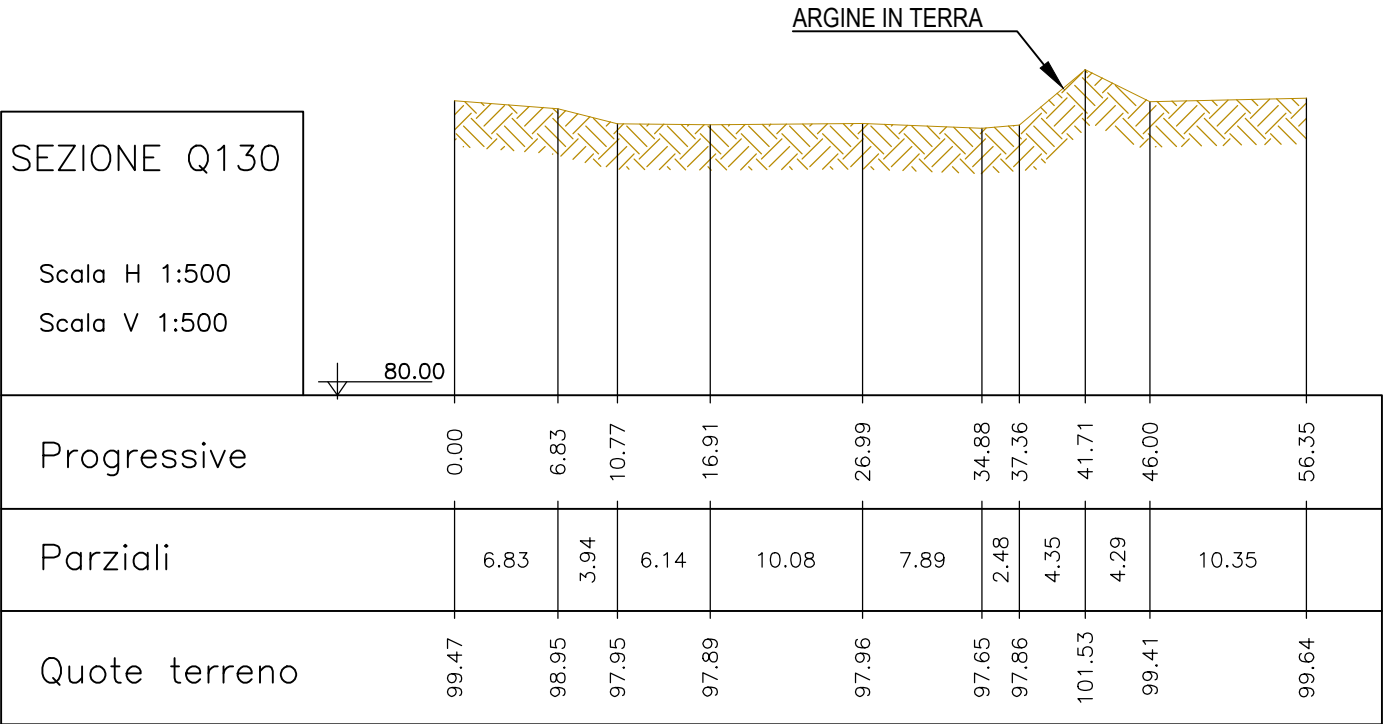 ARGINE IN TERRA
SEZIONE Q130
Scala H 1:500
Scala V 1:500
80.00
Progressive 0.00 6.83 10.77 16.91 26.99 34.88 37.36 41.71 46.00 56.35
Parziali 6.83 3.94 6.14 10.08 7.89 2.48 4.35 4.29 10.35
Quote terreno 99.47 98.95 97.95 97.89 97.96 97.65 97.86 101.53 99.41 99.64